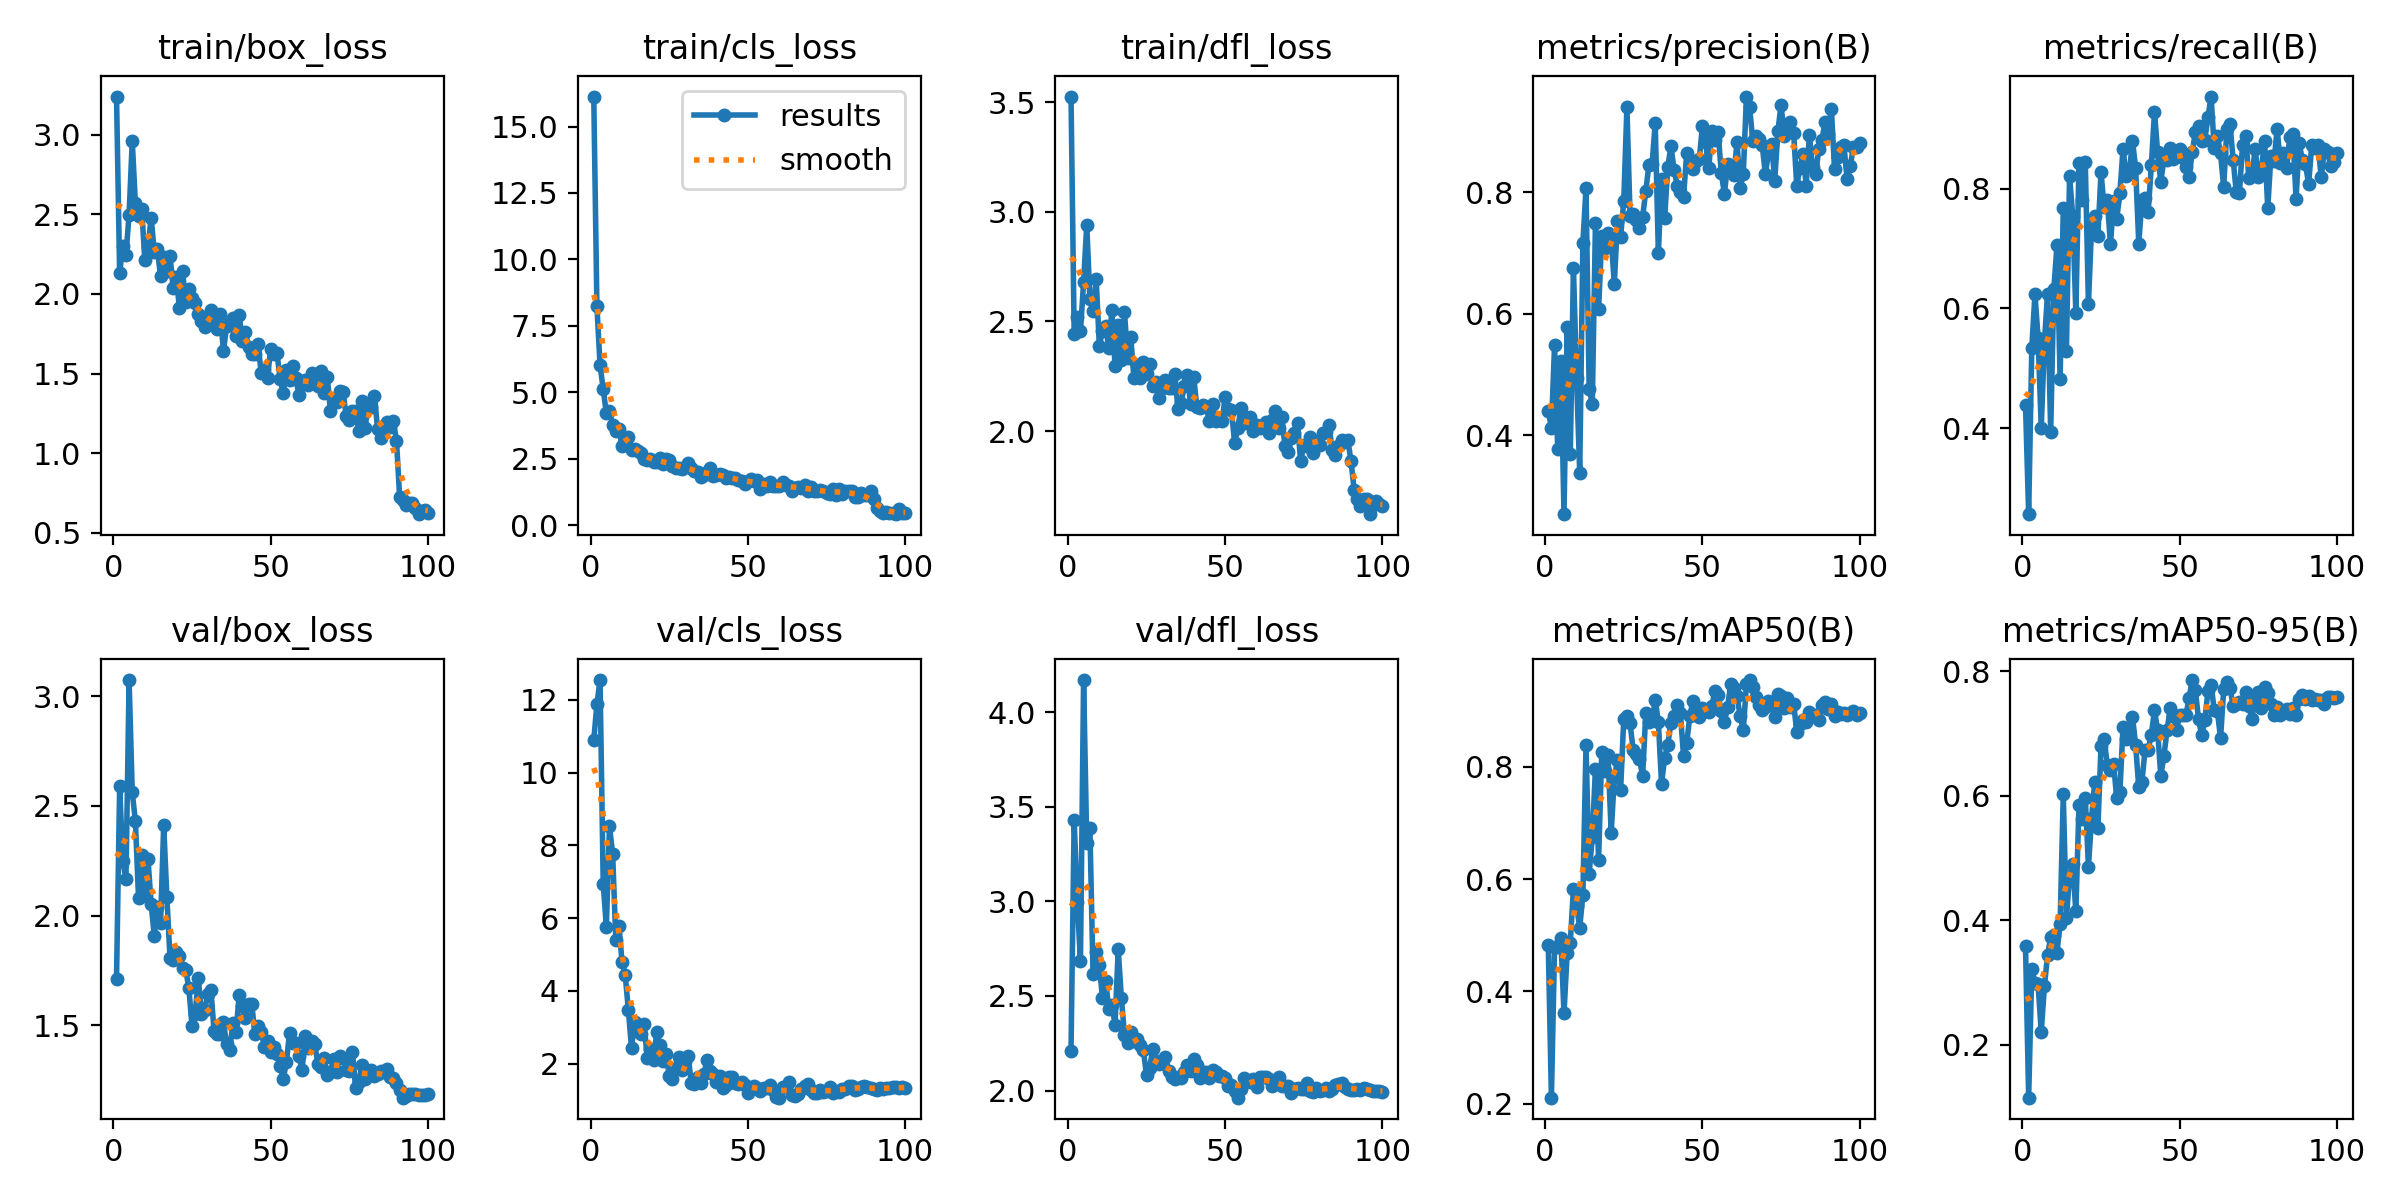 train/box_loss
3.0
2.5
2.0
1.5
1.0
0.5
0 50 100
train/cls_loss
results
smooth
15.0
12.5
10.0
7.5
5.0
2.5
0.0
0 50 100
train/dfl_loss
3.5
3.0
2.5
2.0
0 50 100
metrics/precision(B)
0.8
0.6
0.4
0 50 100
metrics/recall(B)
0.8
0.6
0.4
0 50 100
val/box_loss
3.0
2.5
2.0
1.5
0 50 100
val/cls_loss
12
10
8
6
4
2
0 50 100
val/dfl_loss
4.0
3.5
3.0
2.5
2.0
0 50 100
metrics/mAP50(B)
0.8
0.6
0.4
0.2
0 50 100
metrics/mAP50-95(B)
0.8
0.6
0.4
0.2
0 50 100